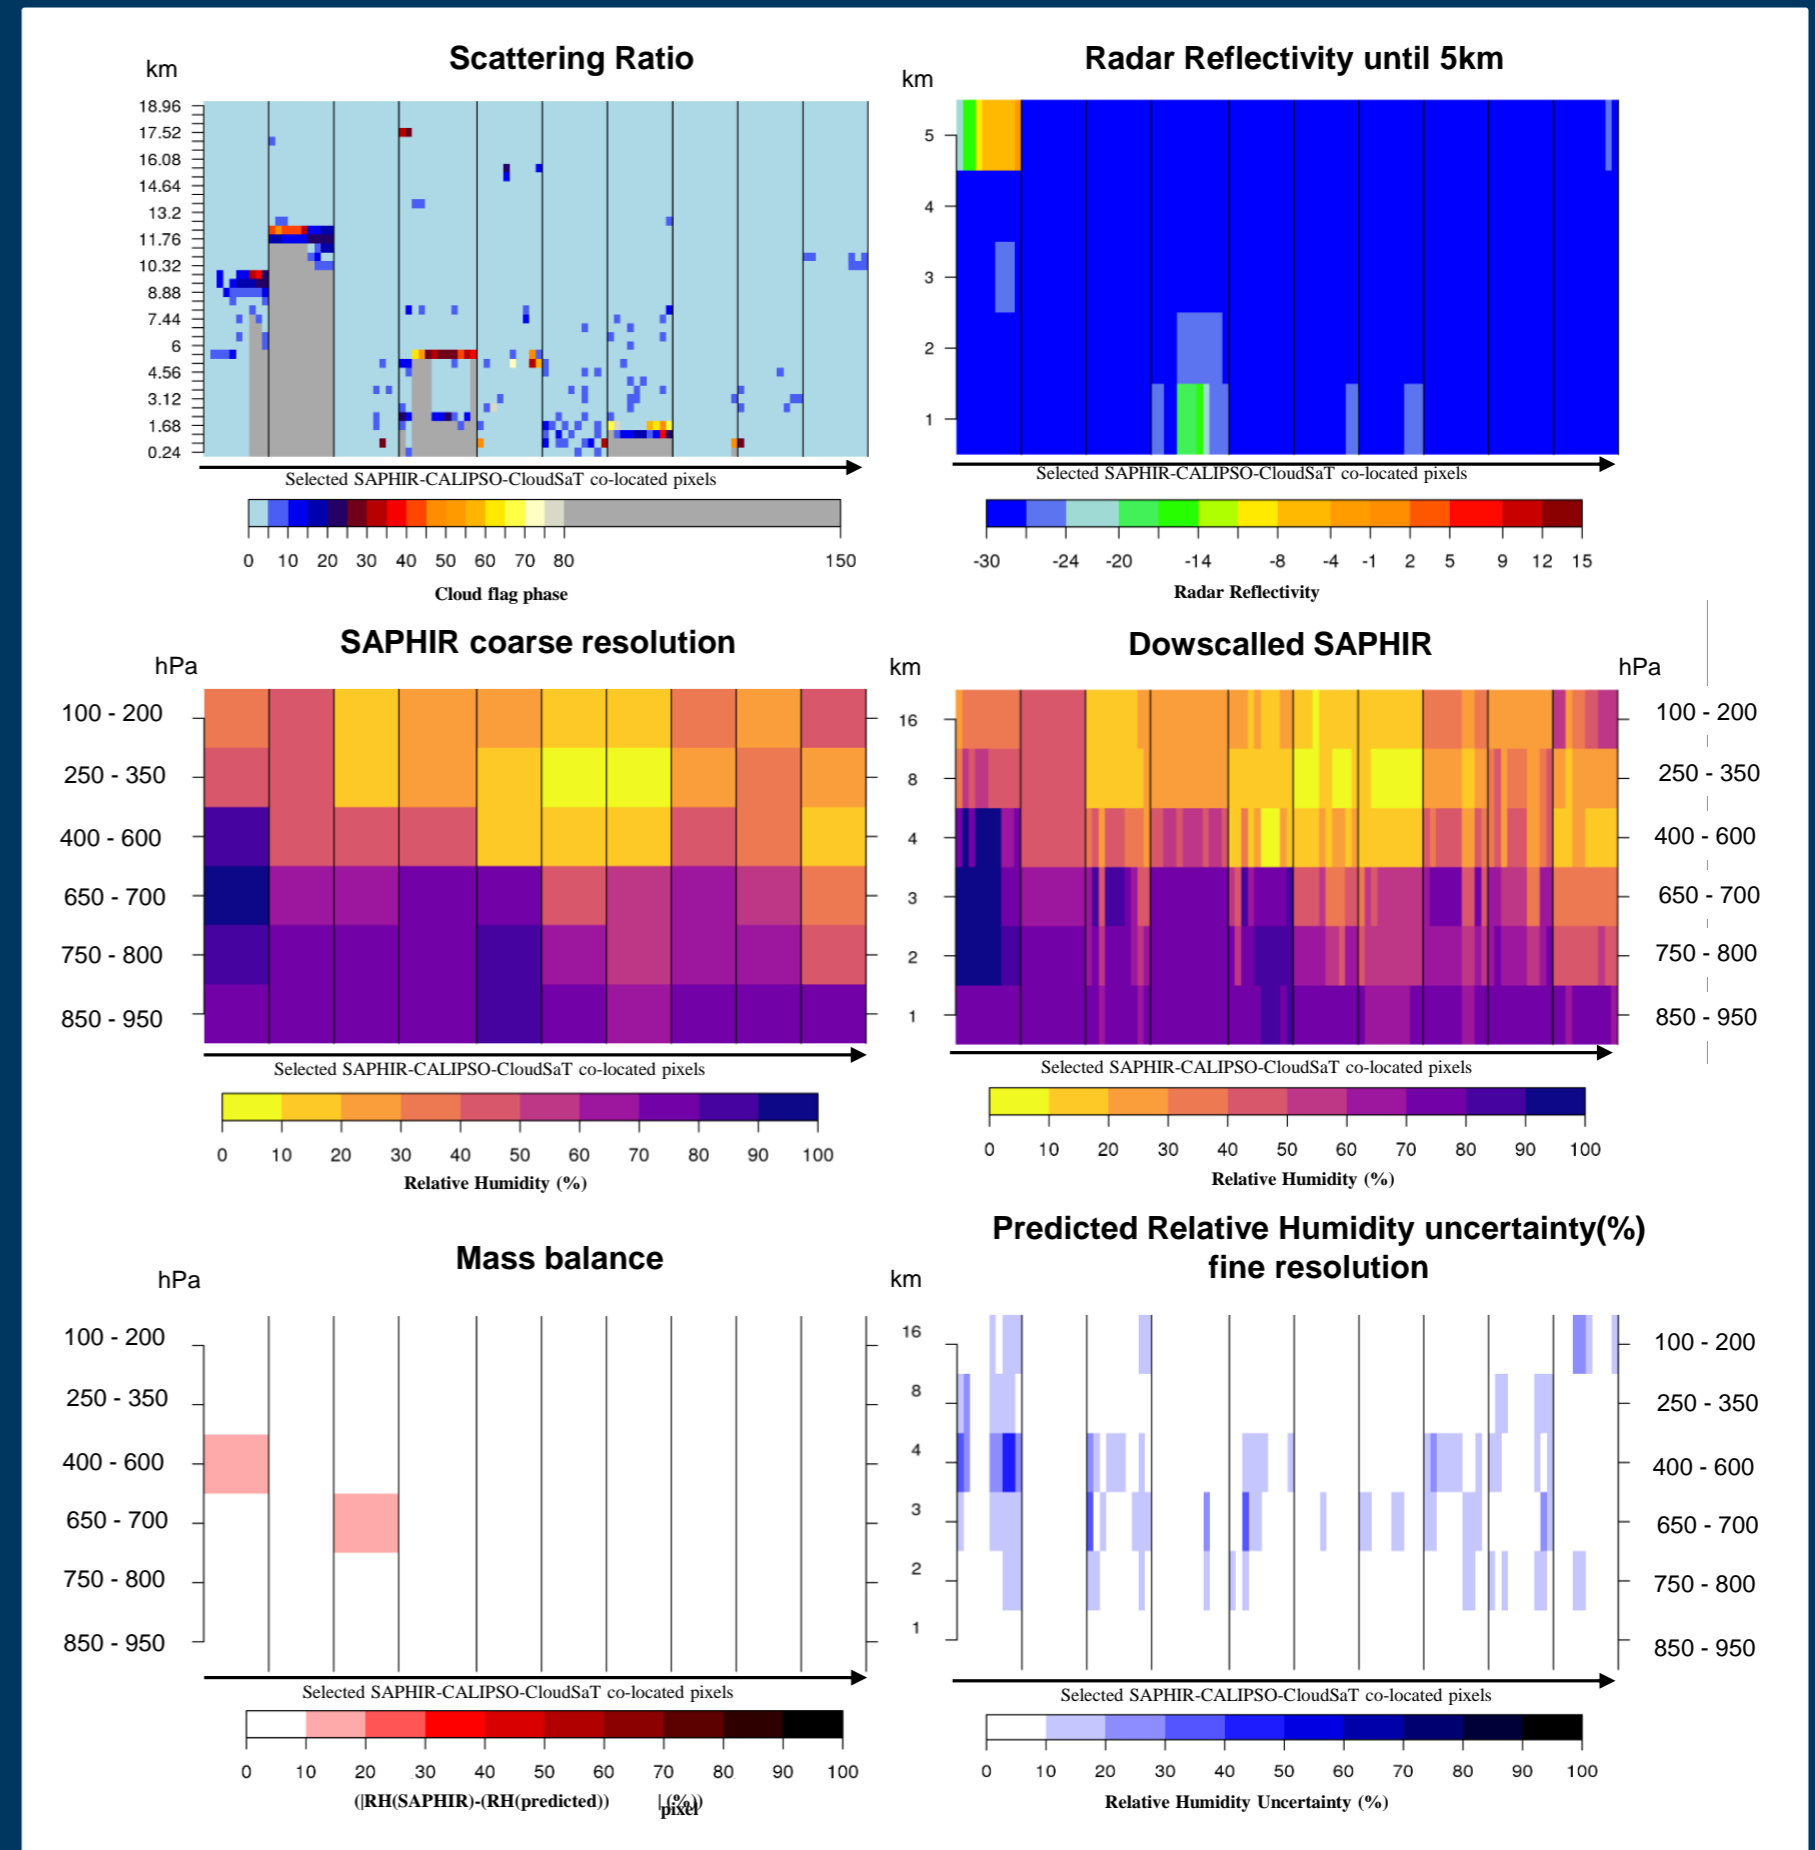 Scattering Ratio
km
18.96
17.52
16.08
14.64
13.2
11.76
10.32
8.88
7.44
6
4.56
3.12
1.68
0.24
Selected SAPHIR-CALIPSO-CloudSaT co-located pixels
0 10 20 30 40 50 60 70 80 150
Cloud flag phase
Radar Reflectivity until 5km
km
5
4
3
2
1
Selected SAPHIR-CALIPSO-CloudSaT co-located pixels
-30 -24 -20 -14 -8 -4 -1 2 5 9 12 15
Radar Reflectivity
SAPHIR coarse resolution
hPa
100 - 200
250 - 350
400 - 600
650 - 700
750 - 800
850 - 950
Selected SAPHIR-CALIPSO-CloudSaT co-located pixels
0 10 20 30 40 50 60 70 80 90 100
Relative Humidity (%)
Dowscalled SAPHIR
km
hPa
16
8
4
3
2
1
100 - 200
250 - 350
400 - 600
650 - 700
750 - 800
850 - 950
Selected SAPHIR-CALIPSO-CloudSaT co-located pixels
0 10 20 30 40 50 60 70 80 90 100
Relative Humidity (%)
Mass balance
hPa
100 - 200
250 - 350
400 - 600
650 - 700
750 - 800
850 - 950
Selected SAPHIR-CALIPSO-CloudSaT co-located pixels
0 10 20 30 40 50 60 70 80 90 100
(|RH(SAPHIR)-(RH(predicted)) | (%))
pixel
Predicted Relative Humidity uncertainty(%)
fine resolution
km
16
8
4
3
2
1
100 - 200
250 - 350
400 - 600
650 - 700
750 - 800
850 - 950
Selected SAPHIR-CALIPSO-CloudSaT co-located pixels
0 10 20 30 40 50 60 70 80 90 100
Relative Humidity Uncertainty (%)